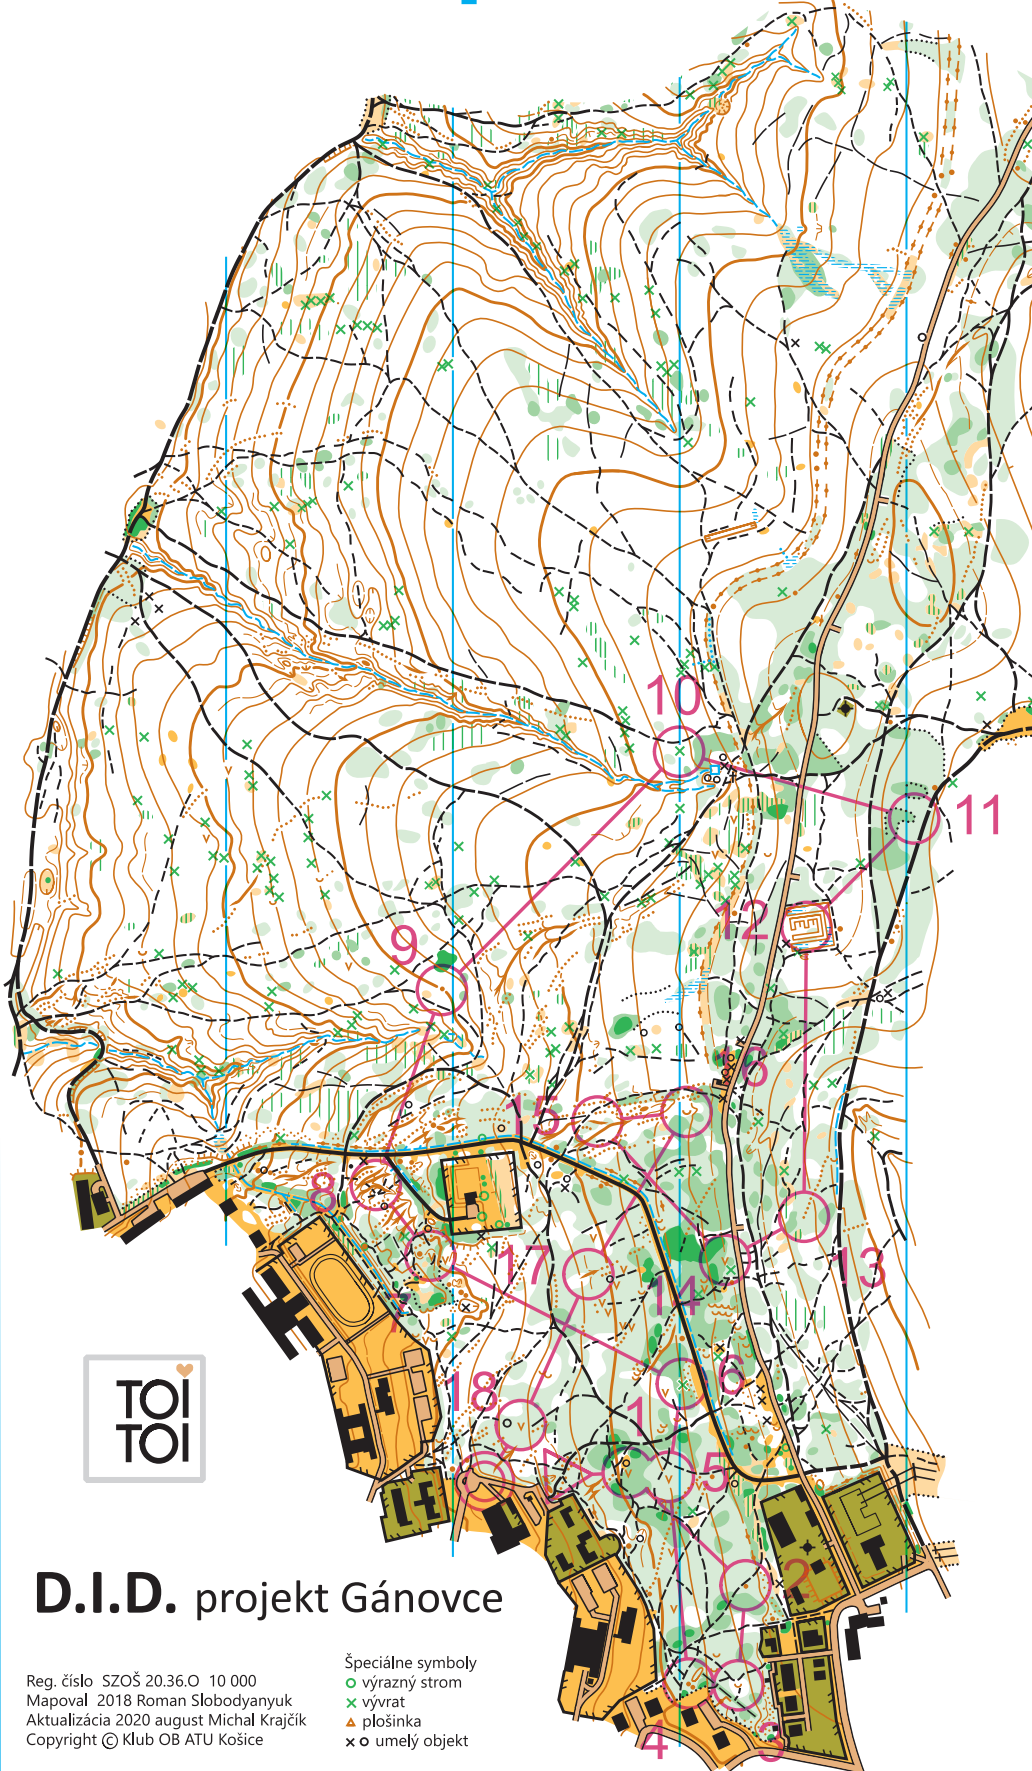 10
11
12
9
16
15
8
17
13
14
7
18
6
1
5
2
4
3
TOI
TOI
D.I.D. projekt Gánovce
Reg. číslo SZOŠ 20.36.O 10 000
Mapoval 2018 Roman Slobodyanyuk
Aktualizácia 2020 august Michal Krajčík
Copyright © Klub OB ATU Košice
Špeciálne symboly
výrazný strom
vývrat
plošinka
umelý objekt